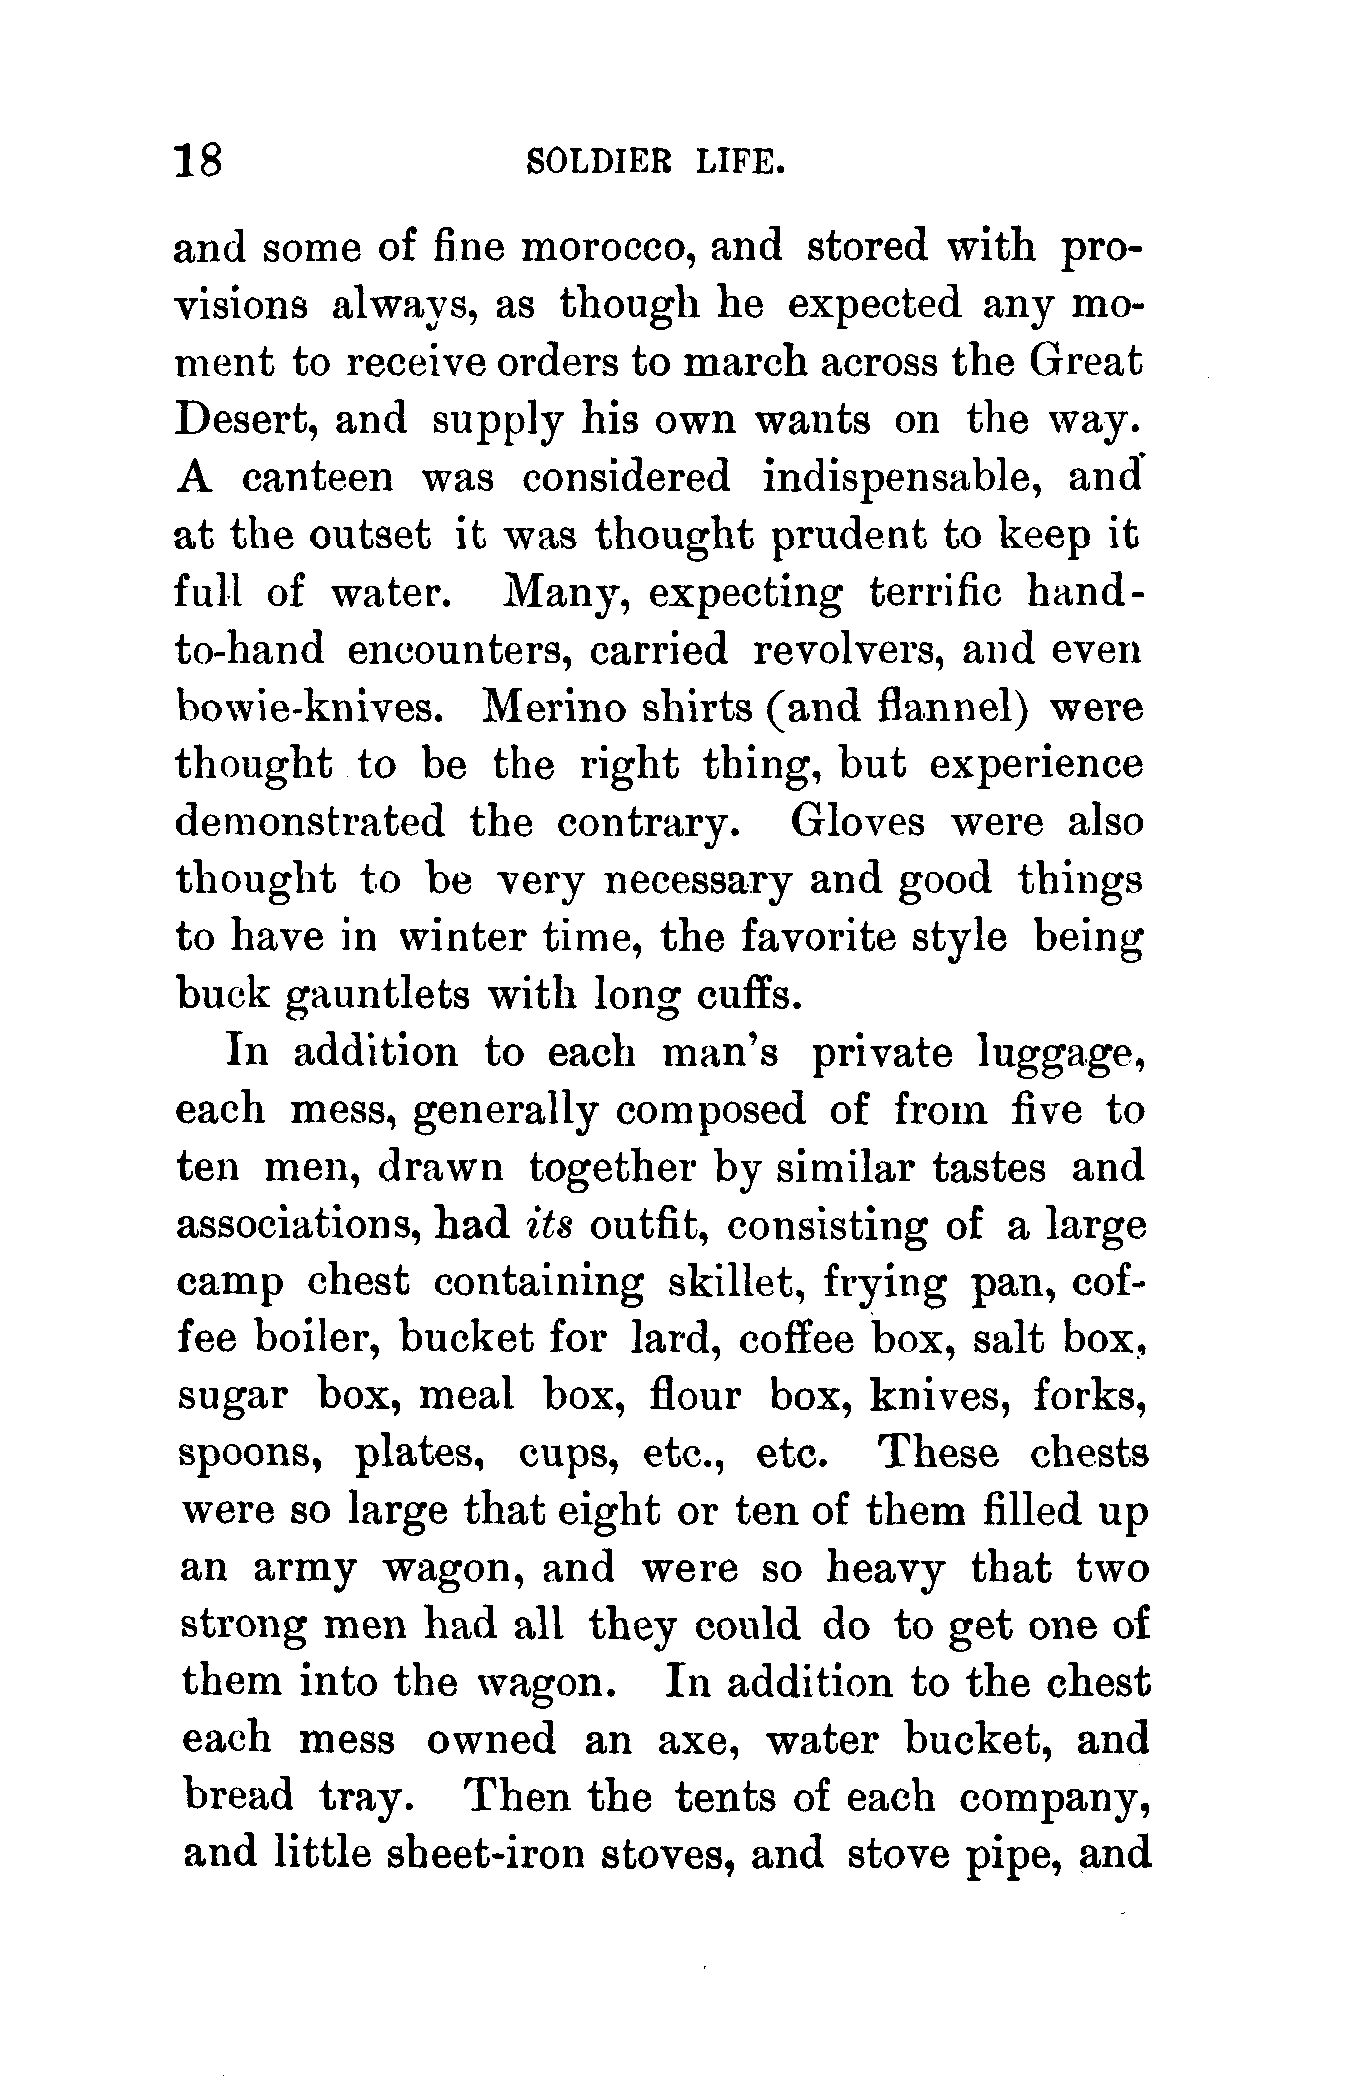 18 SOLDIER LIFE.
and some of fine morocco, and stored with pro-
visions always, as though he expected any mo-
ment to receive orders to march across the Great
Desert, and supply his own wants on the way.
A canteen was considered indispensable, and
at the outset it was thought prudent to keep it
full of water. Many, expecting terrific hand-
to-hand encounters, carried revolvers, and even
bowie-knives. Merino shirts (and flannel) were
thought to be the right thing, but experience
demonstrated the contrary. Gloves were also
thought to be very necessary and good things
to have in winter time, the favorite style being
buck gauntlets with long cuffs.
In addition to each man's private luggage,
each mess, generally composed of from five to
ten men, drawn together by similar tastes and
associations, had its outfit, consisting of a large
camp chest containing skillet, frying pan, cof-
fee boiler, bucket for lard, coffee box, salt box,
sugar box, meal box, flour box, knives, forks,
spoons, plates, cups, etc., etc. These chests
were so large that eight or ten of them filled up
an army wagon, and were so heavy that two
strong men had all they could do to get one of
them into the wagon. In addition to the chest
each mess owned an axe, water bucket, and
bread tray. Then the tents of each company,
and little sheet-iron stoves, and stove pipe, and